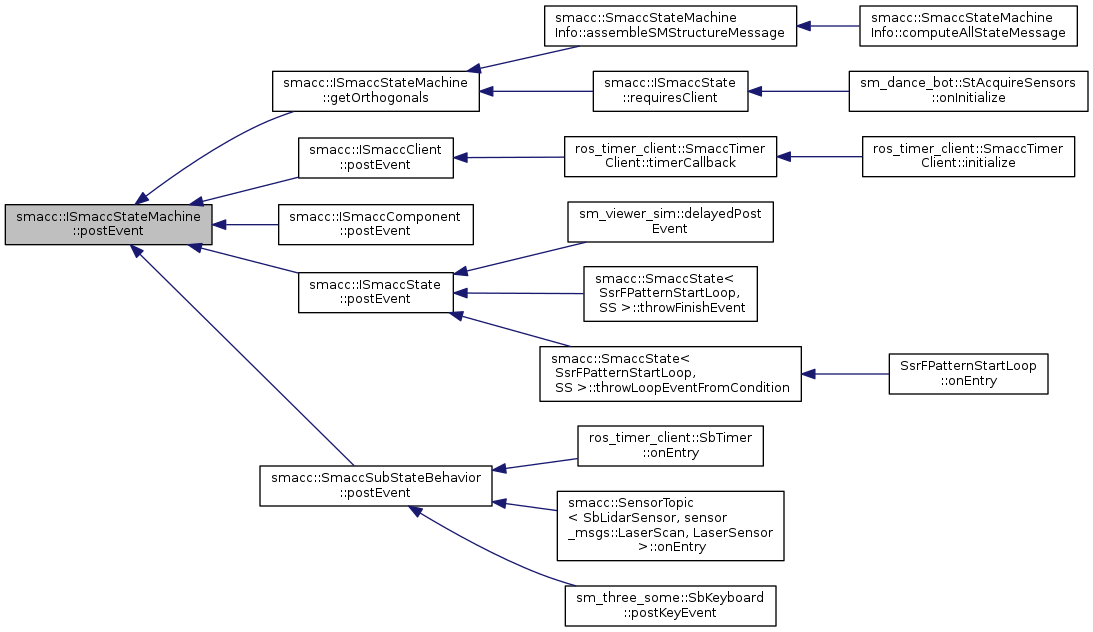 smacc::ISmaccStateMachine
::postEvent
smacc::ISmaccStateMachine
::getOrthogonals
smacc::SmaccStateMachine
Info::assembleSMStructureMessage
smacc::SmaccStateMachine
Info::computeAllStateMessage
smacc::ISmaccState
::requiresClient
sm_dance_bot::StAcquireSensors
::onInitialize
smacc::ISmaccClient
::postEvent
ros_timer_client::SmaccTimer
Client::timerCallback
ros_timer_client::SmaccTimer
Client::initialize
smacc::ISmaccComponent
::postEvent
smacc::ISmaccState
::postEvent
sm_viewer_sim::delayedPost
Event
smacc::SmaccState<
SsrFPatternStartLoop,
SS >::throwFinishEvent
smacc::SmaccState<
SsrFPatternStartLoop,
SS >::throwLoopEventFromCondition
SsrFPatternStartLoop
::onEntry
smacc::SmaccSubStateBehavior
::postEvent
ros_timer_client::SbTimer
::onEntry
smacc::SensorTopic
< SbLidarSensor, sensor
_msgs::LaserScan, LaserSensor
>::onEntry
sm_three_some::SbKeyboard
::postKeyEvent